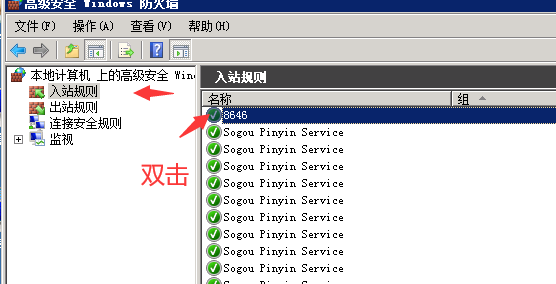 高级安全 Windows 防火墙
文件(F) 操作(A) 查看(V) 帮助(H)
本地计算机 上的高级安全 Wind
入站规则
出站规则
连接安全规则
监视
入站规则
名称 组
8646
Sogou Pinyin Service
Sogou Pinyin Service
Sogou Pinyin Service
Sogou Pinyin Service
Sogou Pinyin Service
Sogou Pinyin Service
Sogou Pinyin Service
Sogou Pinyin Service
Sogou Pinyin Service
双击